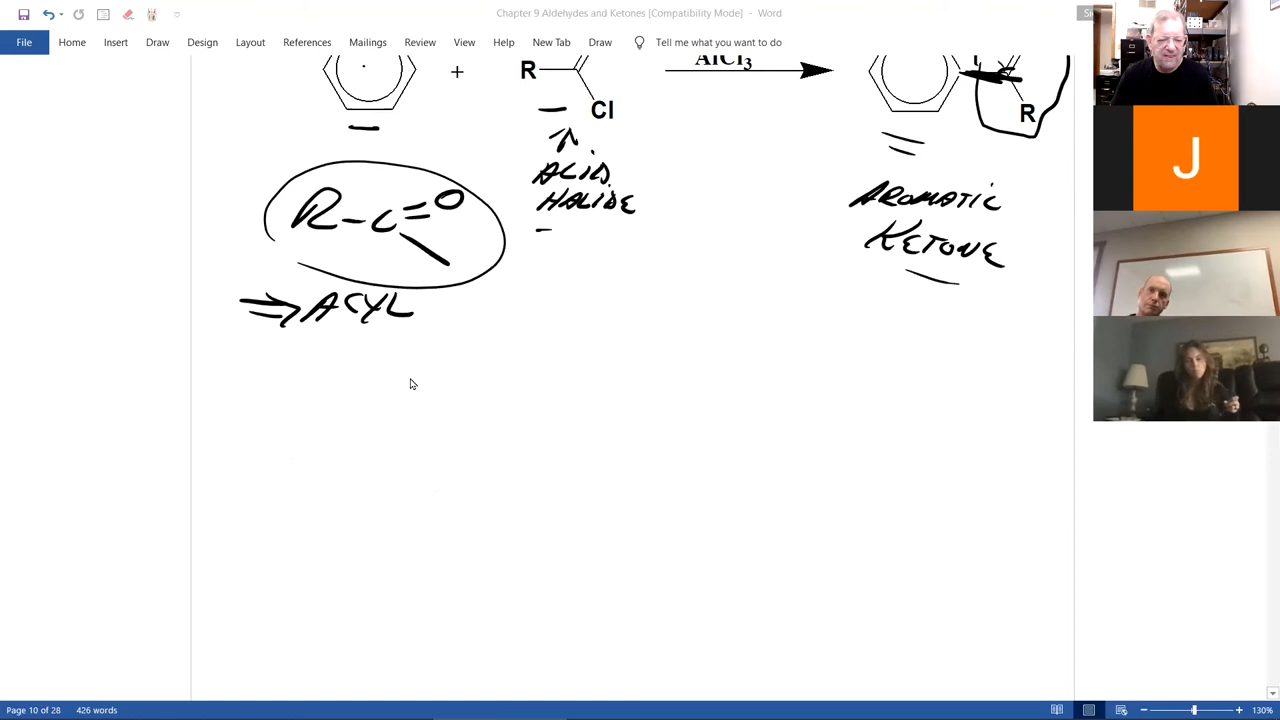 Chapter 9 Aldehydes and Ketones [Compatibility Mode] - Word
File Home Insert Draw Design Layout References Mailings Review View Help New Tab Draw Tell me what you want to do
AlCl3
+ R
Cl
R
ACID
HALIDE
AROMATIC
KETONE
R-C=O
⇒ ACYL
J
Page 10 of 28 426 words
130%